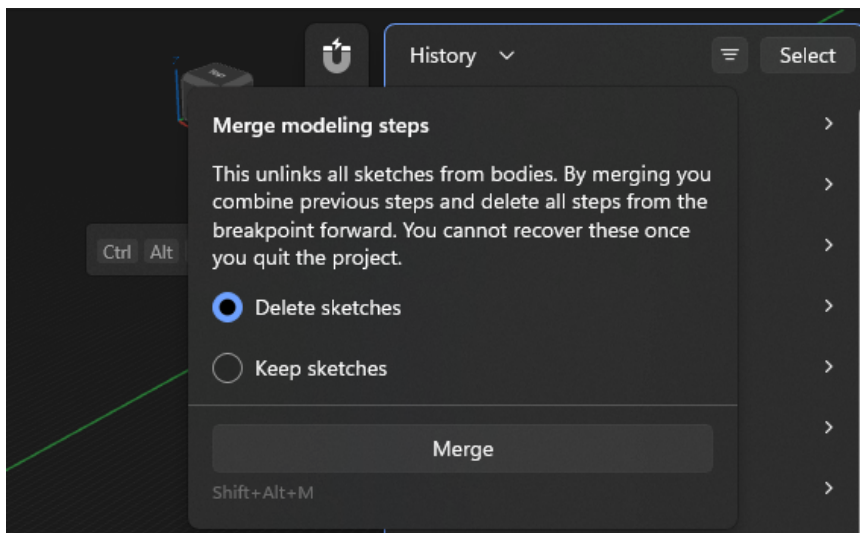 History
Select
Merge modeling steps
This unlinks all sketches from bodies. By merging you
combine previous steps and delete all steps from the
breakpoint forward. You cannot recover these once
you quit the project.
Ctrl Alt
Delete sketches
Keep sketches
Merge
Shift+Alt+M